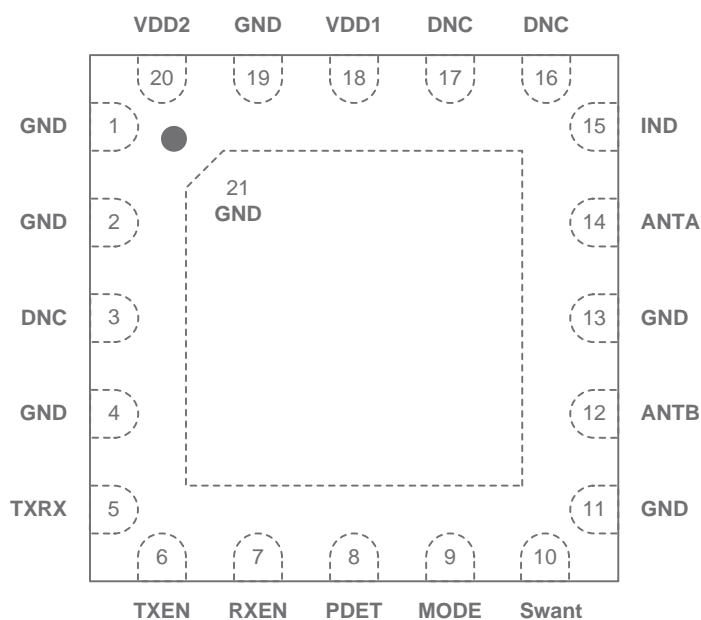 VDD2 GND VDD1 DNC DNC
20 19 18 17 16
GND 1 15 IND
21
GND
GND 2 14 ANTA
DNC 3 13 GND
GND 4 12 ANTB
TXRX 5 11 GND
6 7 8 9 10
TXEN RXEN PDET MODE Swant